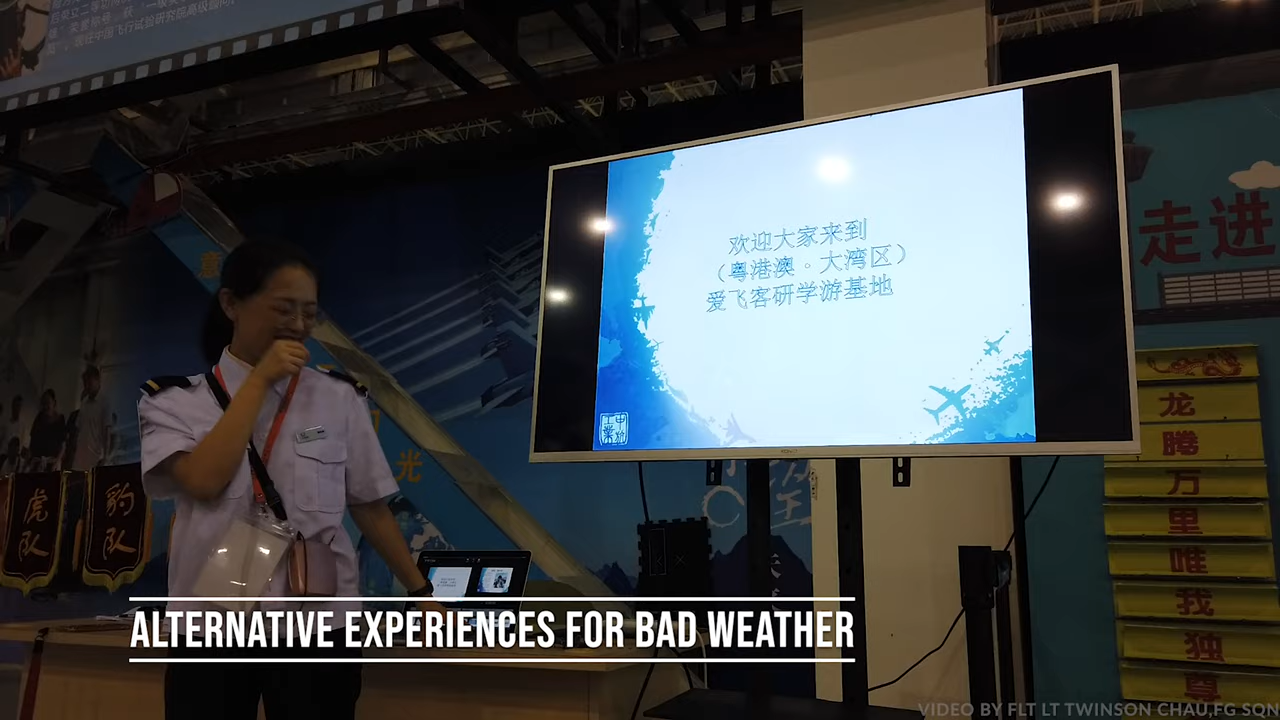 欢迎大家来到
（粤港澳。大湾区）
爱飞客研学游基地
走进
虎
队
豹
队
光
龙
腾
万
里
唯
我
独
尊
ALTERNATIVE EXPERIENCES FOR BAD WEATHER
VIDEO BY FLT LT TWINSON CHAU,FG SQN